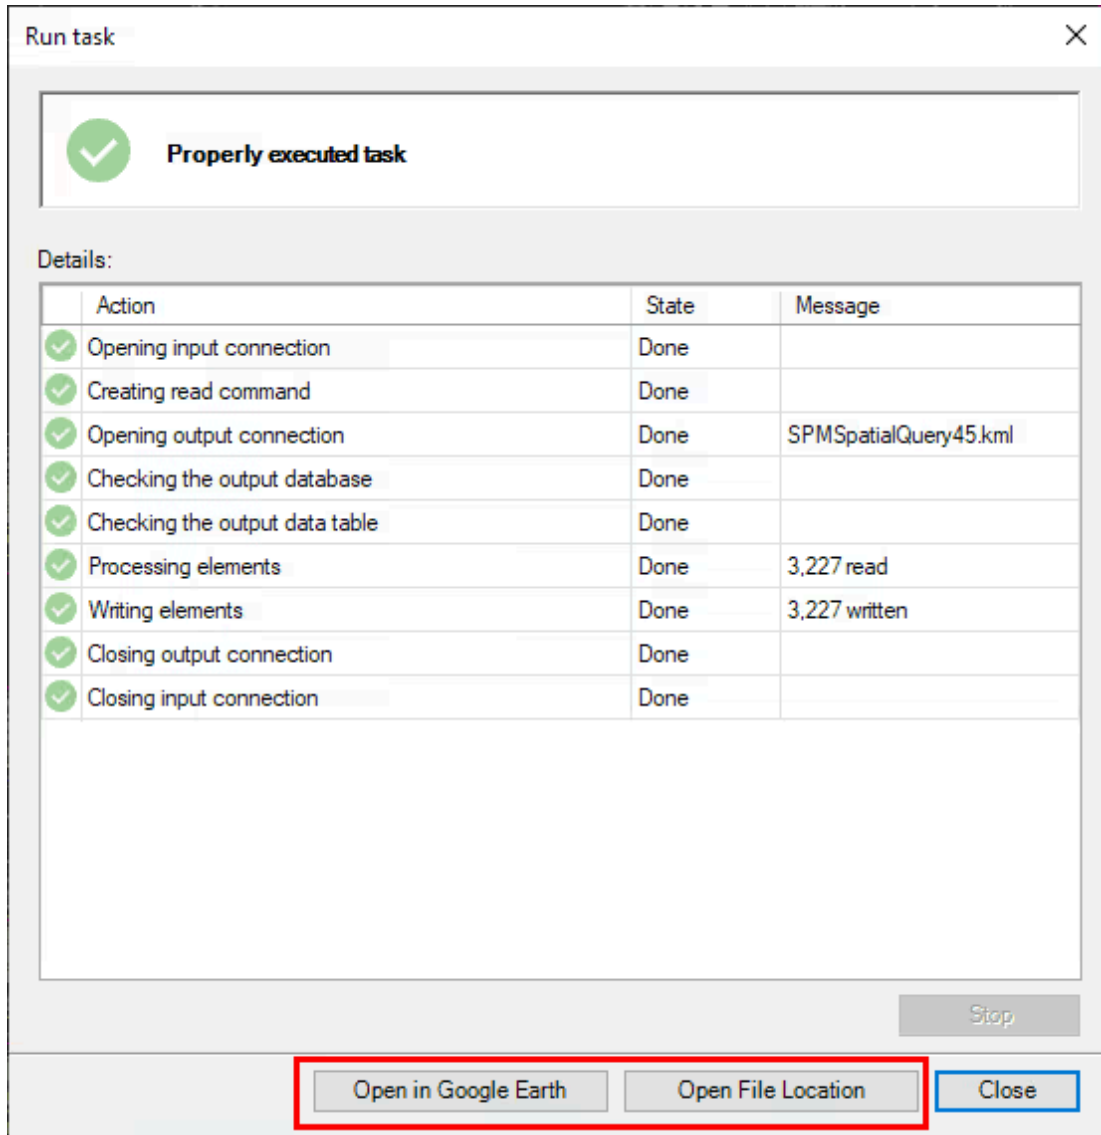 Run task
Properly executed task
Details:
Action State Message
Opening input connection Done
Creating read command Done
Opening output connection Done SPMSpatialQuery45.kml
Checking the output database Done
Checking the output data table Done
Processing elements Done 3,227 read
Writing elements Done 3,227 written
Closing output connection Done
Closing input connection Done
Stop
Open in Google Earth Open File Location Close